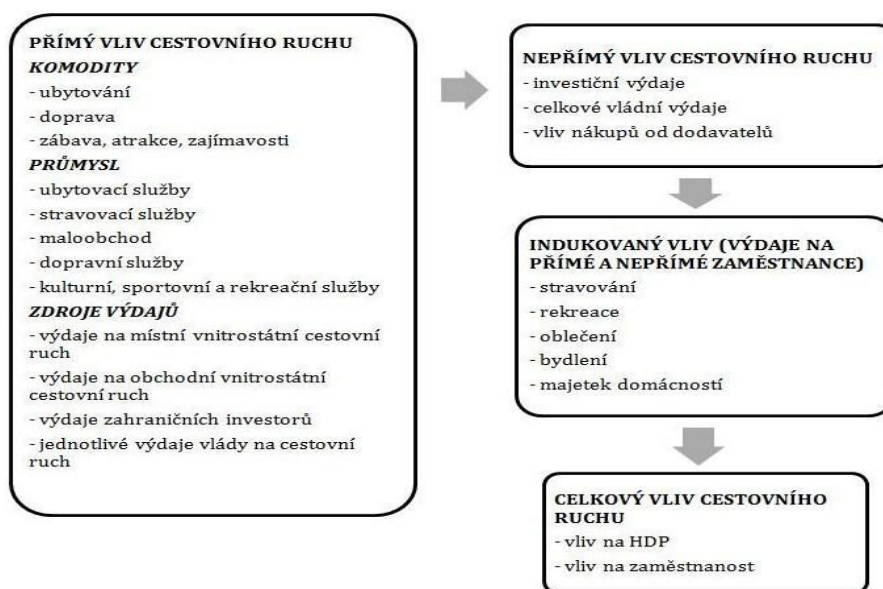 PŘÍMÝ VLIV CESTOVNÍHO RUCHU
KOMODITY
- ubytování
- doprava
- zábava, atrakce, zajímavosti
PRŮMYSL
- ubytovací služby
- stravovací služby
- maloobchod
- dopravní služby
- kulturní, sportovní a rekreační služby
ZDROJE VÝDAJŮ
- výdaje na místní vnitrostátní cestovní
ruch
- výdaje na obchodní vnitrostátní
cestovní ruch
- výdaje zahraničních investorů
- jednotlivé výdaje vlády na cestovní
ruch
NEPŘÍMÝ VLIV CESTOVNÍHO RUCHU
- investiční výdaje
- celkové vládní výdaje
- vliv nákupů od dodavatelů
INDUKOVANÝ VLIV (VÝDAJE NA
PŘÍMÉ A NEPŘÍMÉ ZAMĚSTNANCE)
- stravování
- rekreace
- oblečení
- bydlení
- majetek domácností
CELKOVÝ VLIV CESTOVNÍHO
RUCHU
- vliv na HDP
- vliv na zaměstnanost